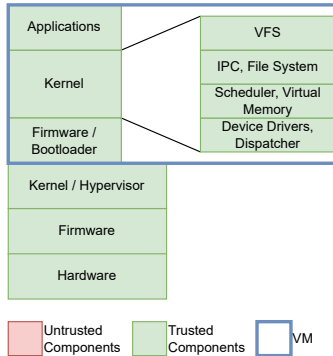 Applications
VFS
IPC, File System
Kernel
Scheduler, Virtual
Memory
Device Drivers,
Dispatcher
Firmware /
Bootloader
Kernel / Hypervisor
Firmware
Hardware
Untrusted
Components
Trusted
Components
VM